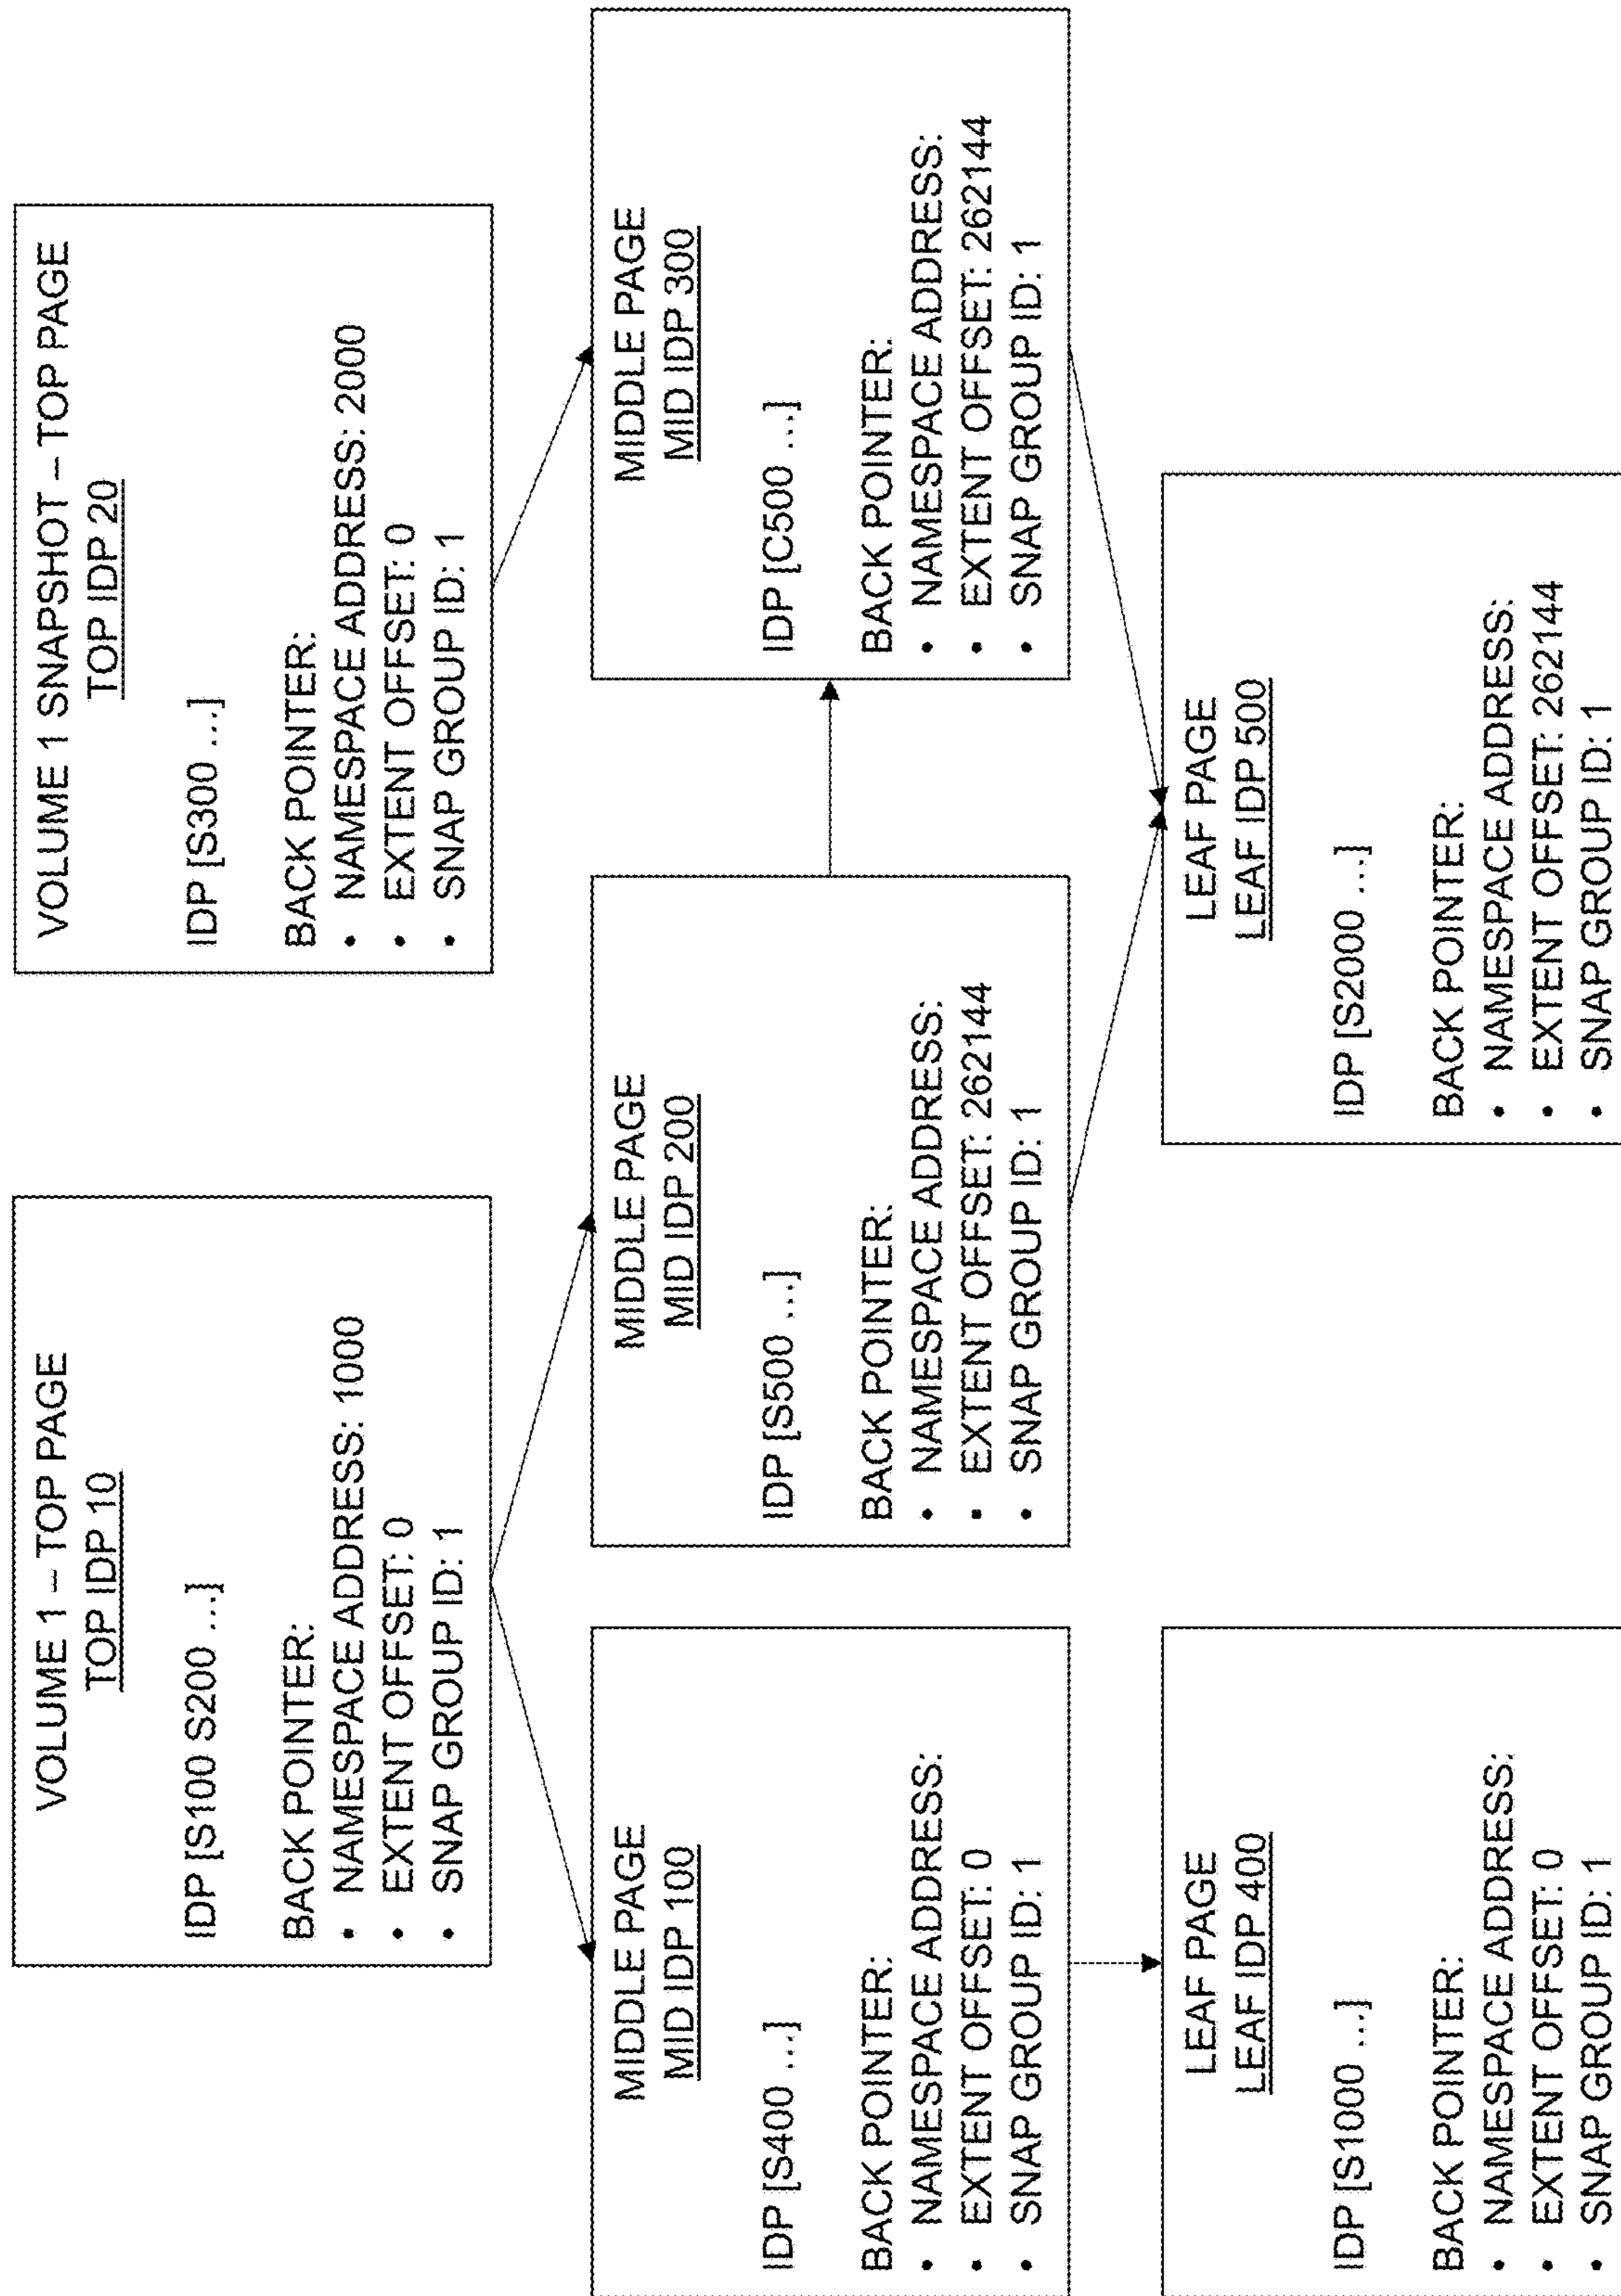 VOLUME 1 – TOP PAGE
TOP IDP 10
IDP [S100 S200 ...]
BACK POINTER:
• NAMESPACE ADDRESS: 1000
• EXTENT OFFSET: 0
• SNAP GROUP ID: 1
VOLUME 1 SNAPSHOT – TOP PAGE
TOP IDP 20
IDP [S300 ...]
BACK POINTER:
• NAMESPACE ADDRESS: 2000
• EXTENT OFFSET: 0
• SNAP GROUP ID: 1
MIDDLE PAGE
MID IDP 100
IDP [S400 ...]
BACK POINTER:
• NAMESPACE ADDRESS:
• EXTENT OFFSET: 0
• SNAP GROUP ID: 1
MIDDLE PAGE
MID IDP 200
IDP [S500 ...]
BACK POINTER:
• NAMESPACE ADDRESS:
• EXTENT OFFSET: 262144
• SNAP GROUP ID: 1
MIDDLE PAGE
MID IDP 300
IDP [C500 ...]
BACK POINTER:
• NAMESPACE ADDRESS:
• EXTENT OFFSET: 262144
• SNAP GROUP ID: 1
LEAF PAGE
LEAF IDP 400
IDP [S1000 ...]
BACK POINTER:
• NAMESPACE ADDRESS:
• EXTENT OFFSET: 0
• SNAP GROUP ID: 1
LEAF PAGE
LEAF IDP 500
IDP [S2000 ...]
BACK POINTER:
• NAMESPACE ADDRESS:
• EXTENT OFFSET: 262144
• SNAP GROUP ID: 1